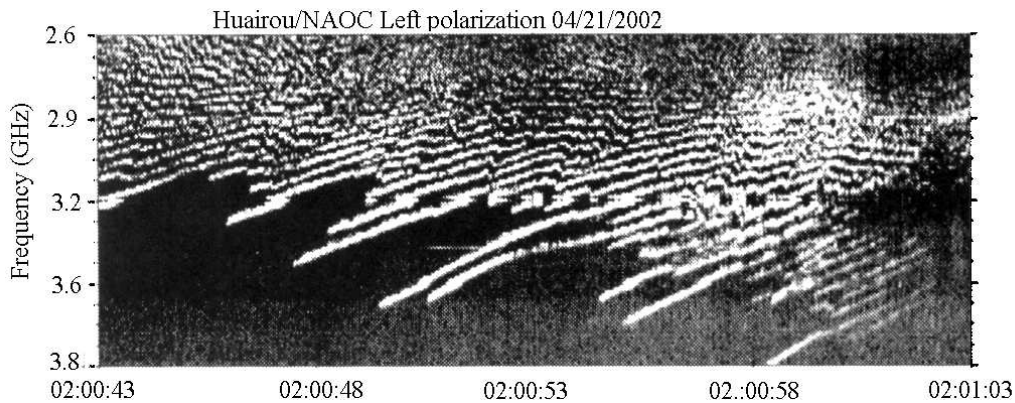 Huairou/NAOC Left polarization 04/21/2002
2.6
2.9
3.2
3.6
3.8
Frequency (GHz)
02:00:43 02:00:48 02:00:53 02.:00:58 02:01:03